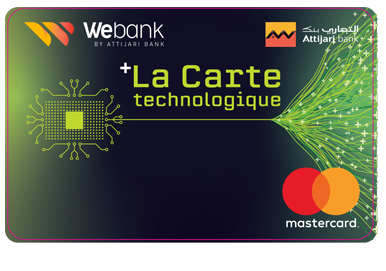 Webank
BY ATTIJARI BANK
التجاري بنك
Attijari bank
+La Carte
technologique
mastercard